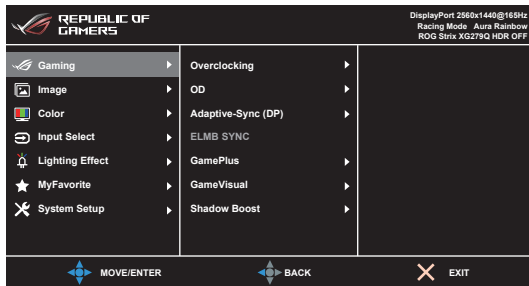 REPUBLIC OF
GAMERS
DisplayPort 2560x1440@165Hz
Racing Mode Aura Rainbow
ROG Strix XG279Q HDR OFF
Gaming
Image
Color
Input Select
Lighting Effect
MyFavorite
System Setup
Overclocking
OD
Adaptive-Sync (DP)
ELMB SYNC
GamePlus
GameVisual
Shadow Boost
MOVE/ENTER
BACK
EXIT